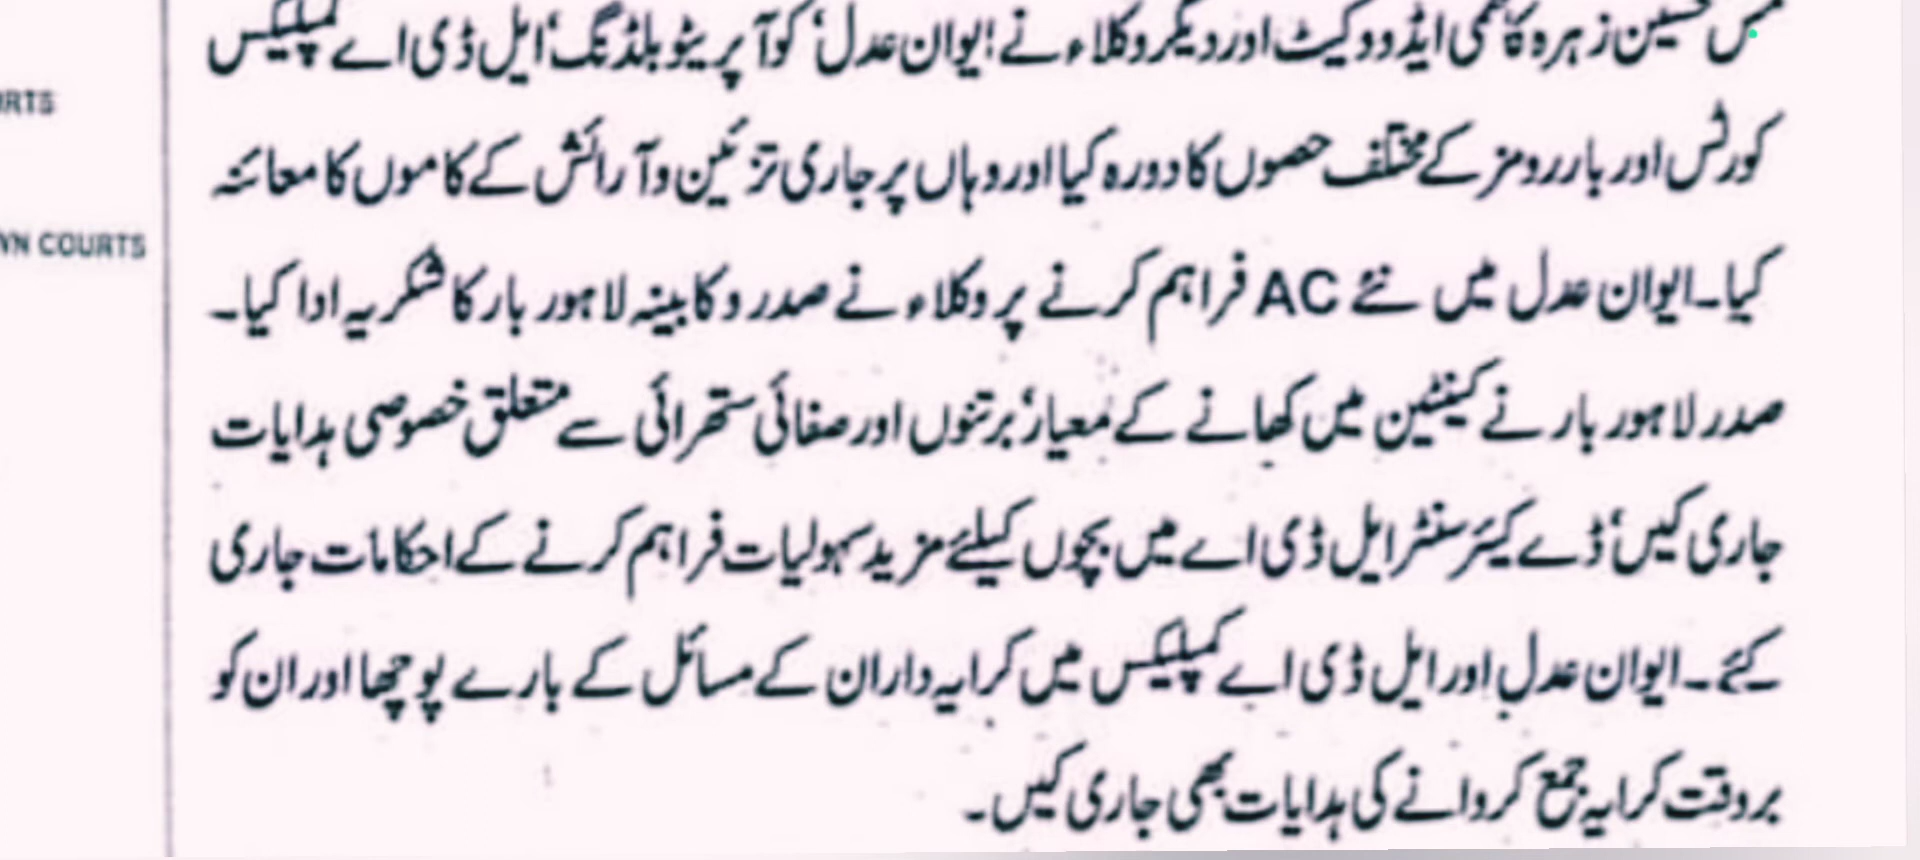 حسین زہرہ کاظمی ایڈووکیٹ اور دیگر وکلاء نے ایوان عدل، کوآپریٹو بلڈنگ، ایل ڈی اے کمپلیکس
کورٹس اور بار رومز کے مختلف حصوں کا دورہ کیا اور وہاں پر جاری تزئین و آرائش کے کاموں کا معائنہ
کیا۔ ایوان عدل میں نئے AC فراہم کرنے پر وکلاء نے صدر و کابینہ لاہور بار کا شکریہ ادا کیا۔
صدر لاہور بار نے کینٹین میں کھانے کے معیار، برتنوں اور صفائی ستھرائی سے متعلق خصوصی ہدایات
جاری کیں، ڈے کیئر سنٹر ایل ڈی اے میں بچوں کیلئے مزید سہولیات فراہم کرنے کے احکامات جاری
کئے۔ ایوان عدل اور ایل ڈی اے کمپلیکس میں کرایہ داران کے مسائل کے بارے پوچھا اور ان کو
بروقت کرایہ جمع کروانے کی ہدایات بھی جاری کیں۔
RTS
WN COURTS